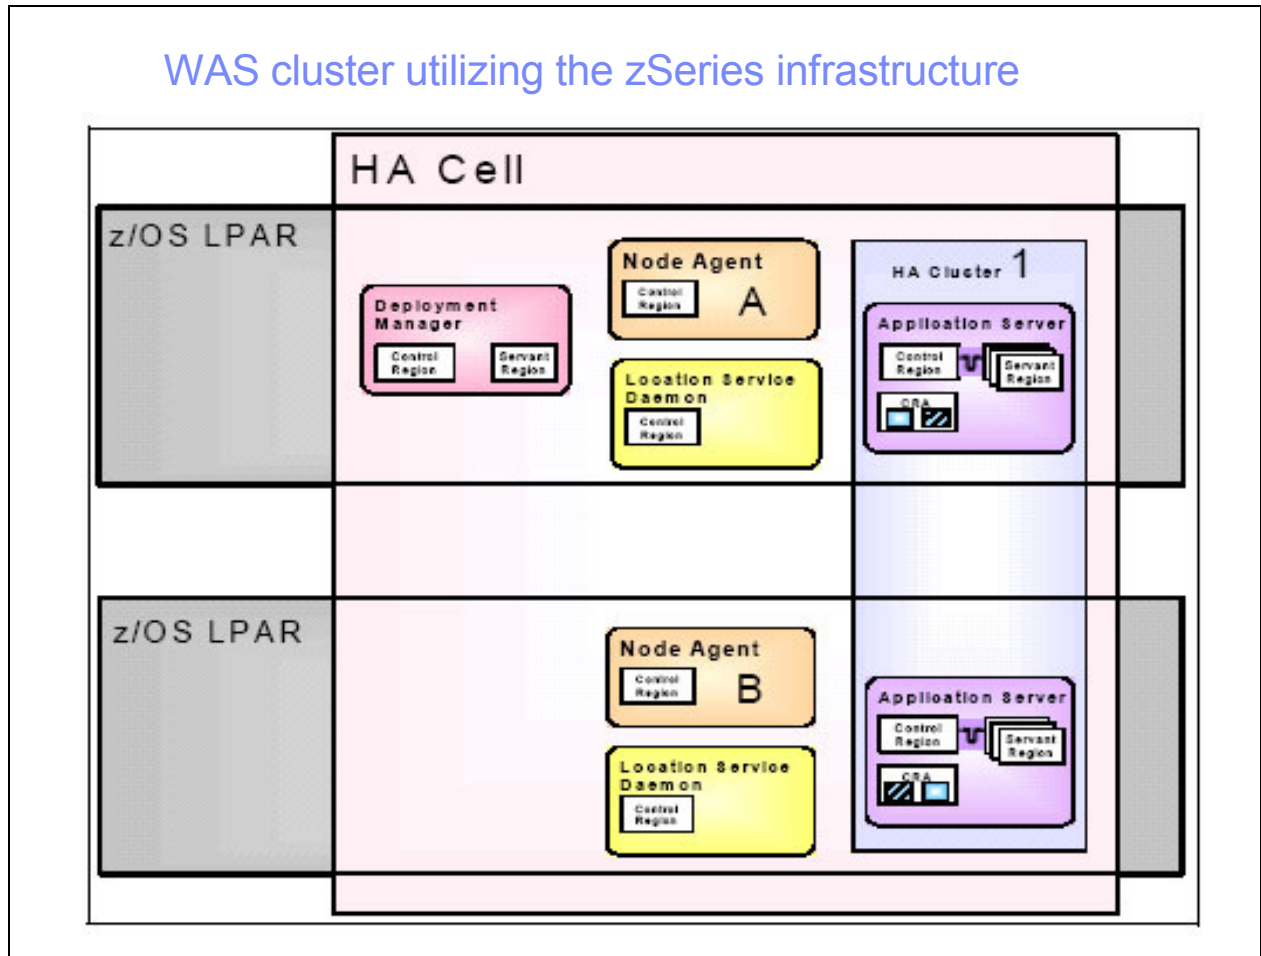 WAS cluster utilizing the zSeries infrastructure
HA Cell
z/OS LPAR
Deployment
Manager
Control
Region
Servant
Region
Node Agent
Control
Region
A
Location Service
Daemon
Control
Region
HA Cluster 1
Application Server
Control
Region
Servant
Region
CRA
z/OS LPAR
Node Agent
Control
Region
B
Location Service
Daemon
Control
Region
Application Server
Control
Region
Servant
Region
CRA